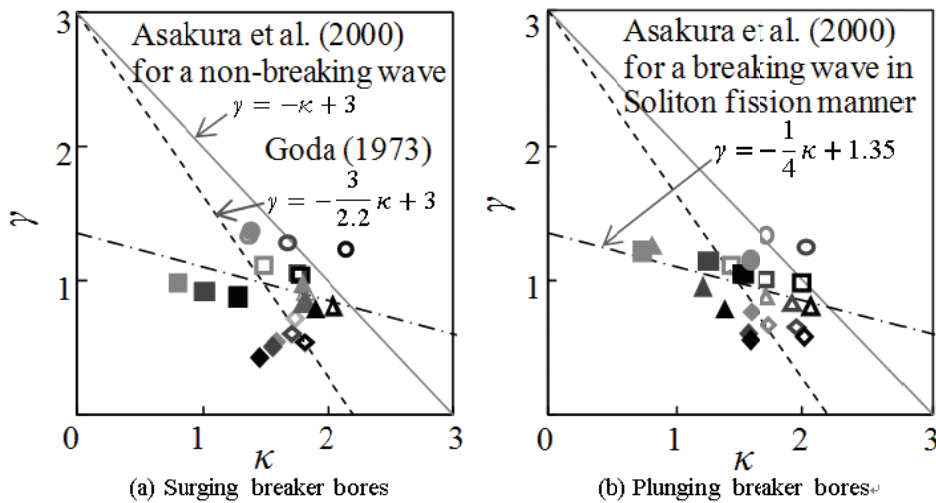 3
2
1
0
1
2
3
γ
κ
Asakura et al. (2000)
for a non-breaking wave
γ = −κ + 3
Goda (1973)
γ = −3/2.2 κ + 3
(a) Surging breaker bores
3
2
1
0
1
2
3
γ
κ
Asakura et al. (2000)
for a breaking wave in
Soliton fission manner
γ = −1/4 κ + 1.35
(b) Plunging breaker bores